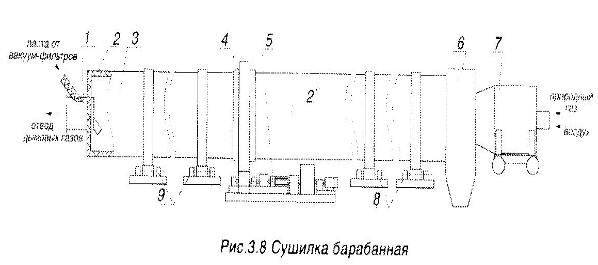 паста от
вакуум-фильтров
1
2
3
4
5
6
7
2
природный
газ
воздух
отвод
дымовых газов
9
8
Рис.3.8 Сушилка барабанная